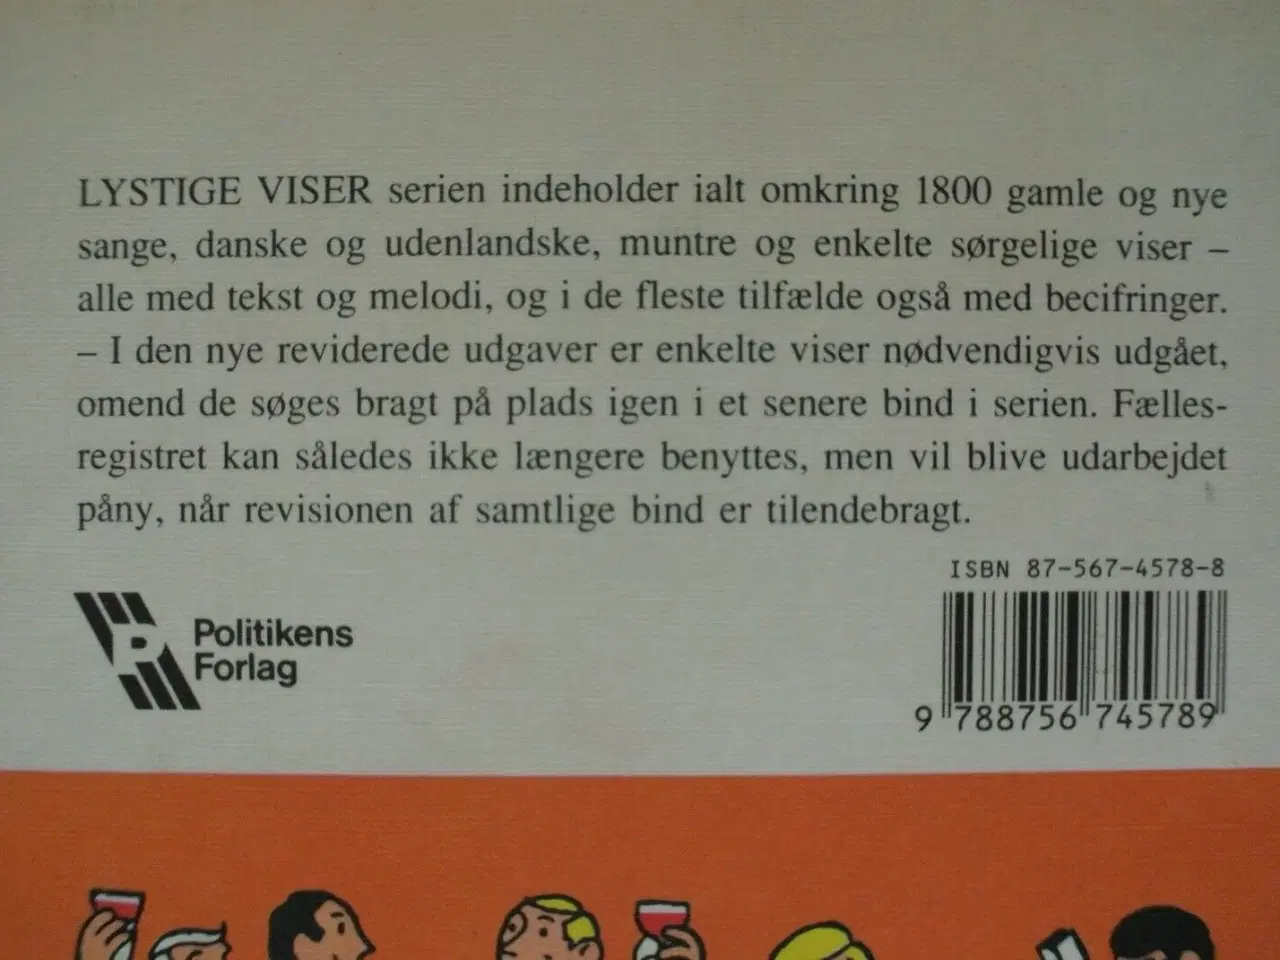 LYSTIGE VISER serien indeholder ialt omkring 1800 gamle og nye
sange, danske og udenlandske, muntre og enkelte sørgelige viser –
alle med tekst og melodi, og i de fleste tilfælde også med becifringer.
– I den nye reviderede udgaver er enkelte viser nødvendigvis udgået,
omend de søges bragt på plads igen i et senere bind i serien. Fælles-
registret kan således ikke længere benyttes, men vil blive udarbejdet
påny, når revisionen af samtlige bind er tilendebragt.
ISBN 87-567-4578-8
Politikens
Forlag
9 788756 745789